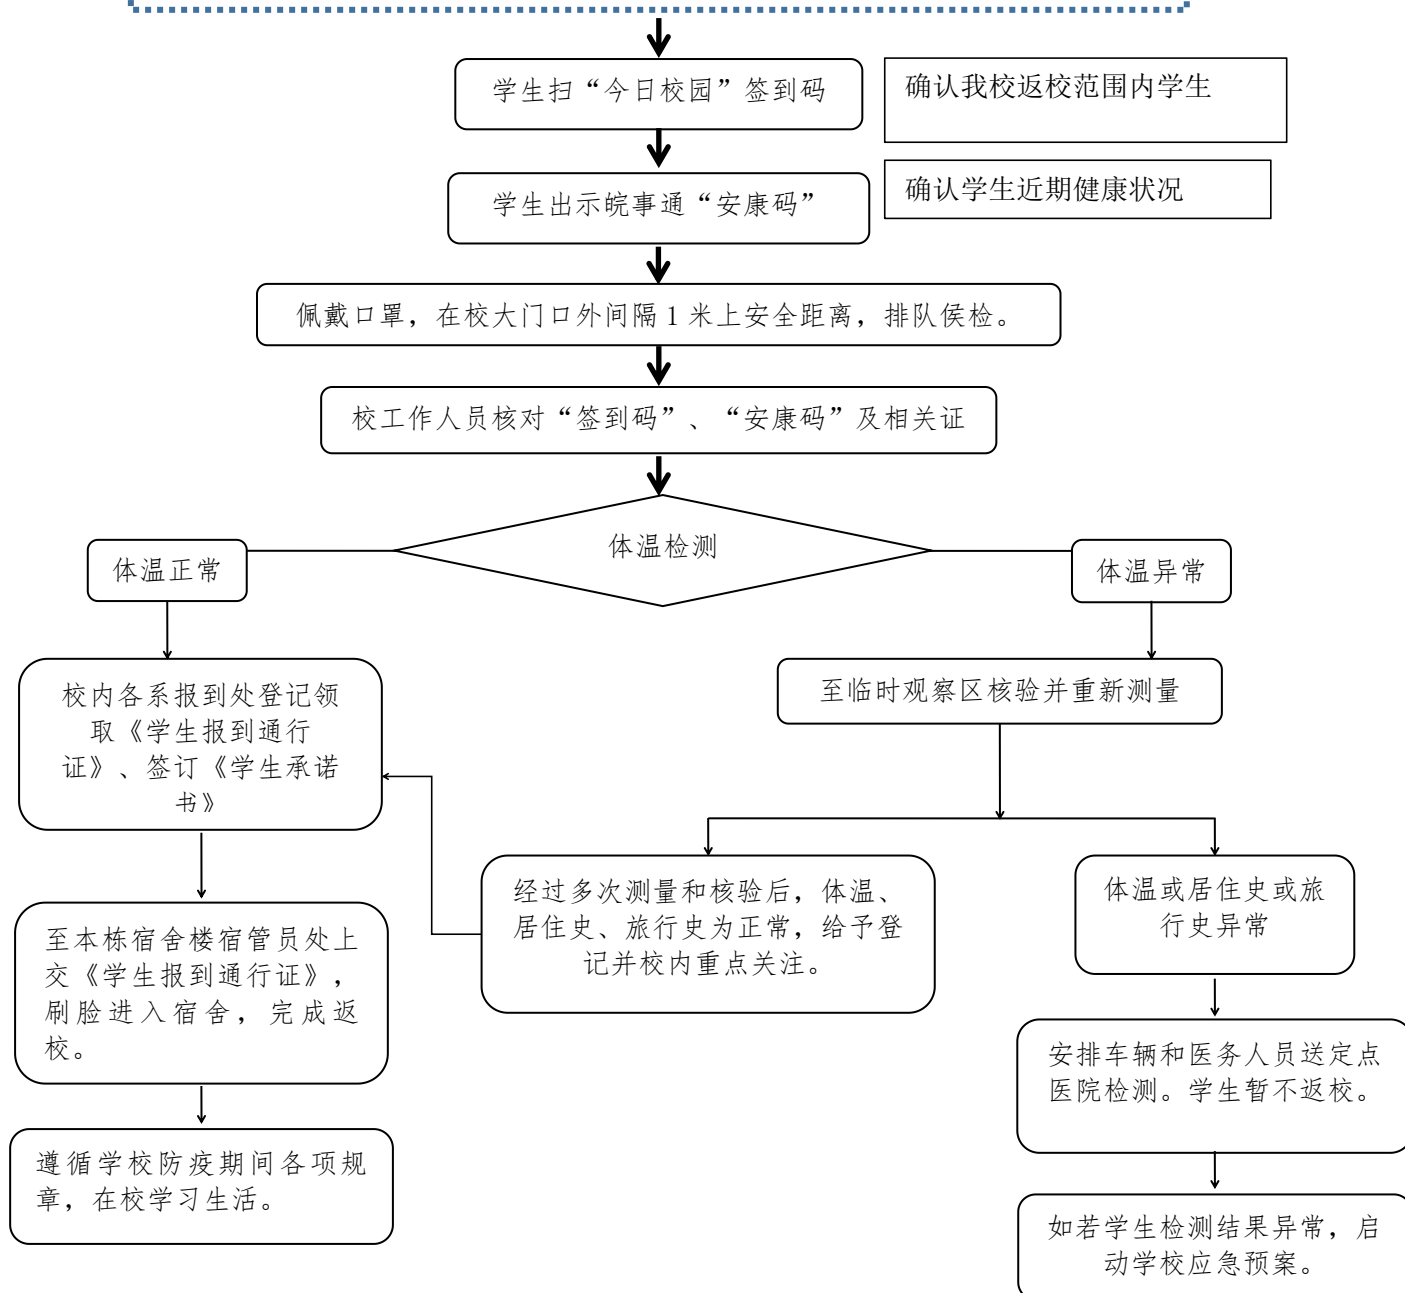 学生扫“今日校园”签到码
确认我校返校范围内学生
学生出示皖事通“安康码”
确认学生近期健康状况
佩戴口罩，在校大门口外间隔 1 米上安全距离，排队侯检。
校工作人员核对“签到码”、“安康码”及相关证
体温检测
体温正常
体温异常
校内各系报到处登记领
取《学生报到通行
证》、签订《学生承诺
书》
至临时观察区核验并重新测量
经过多次测量和核验后，体温、
居住史、旅行史为正常，给予登
记并校内重点关注。
体温或居住史或旅
行史异常
至本栋宿舍楼宿管员处上
交《学生报到通行证》，
刷脸进入宿舍，完成返
校。
安排车辆和医务人员送定点
医院检测。学生暂不返校。
遵循学校防疫期间各项规
章，在校学习生活。
如若学生检测结果异常，启
动学校应急预案。